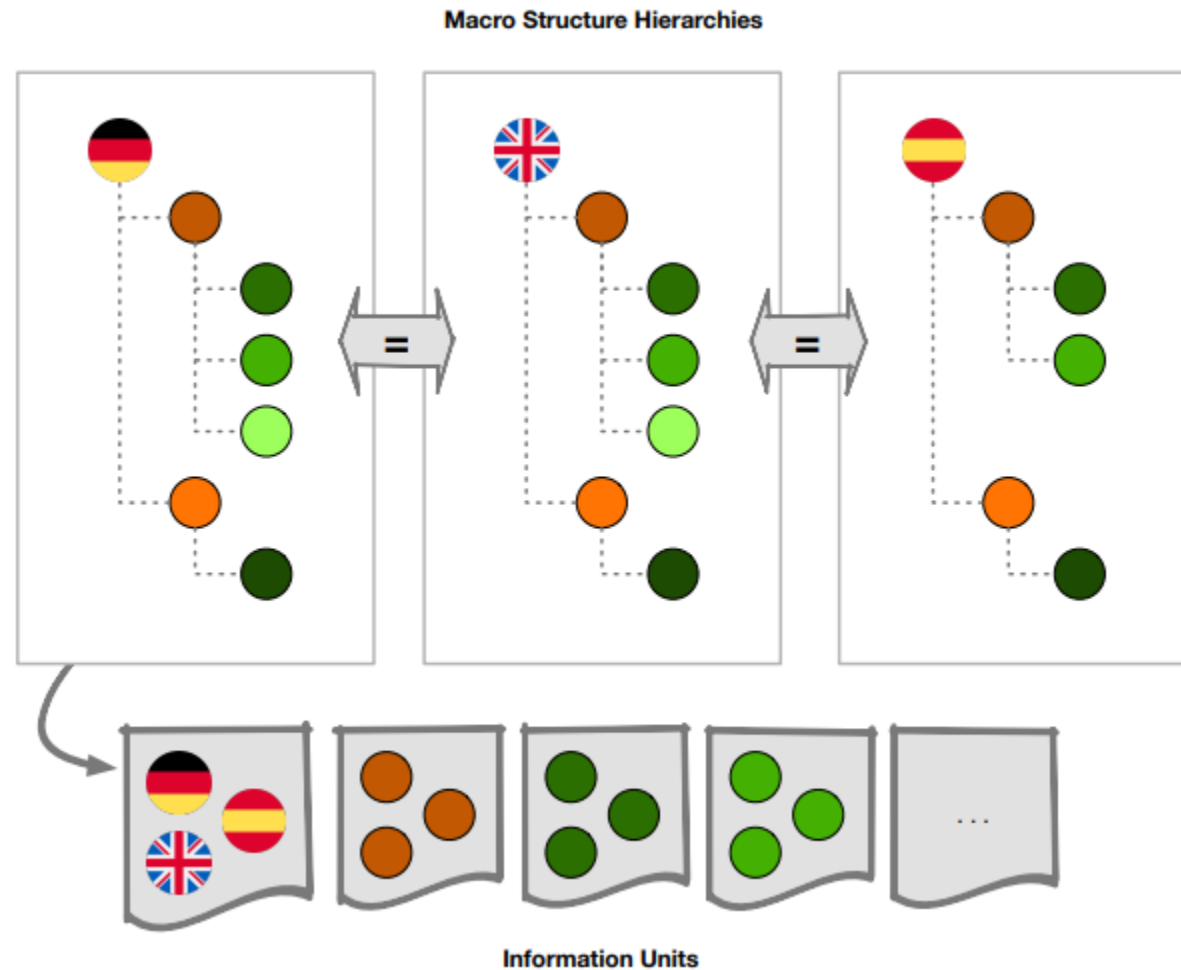 Macro Structure Hierarchies
=
=
...
Information Units